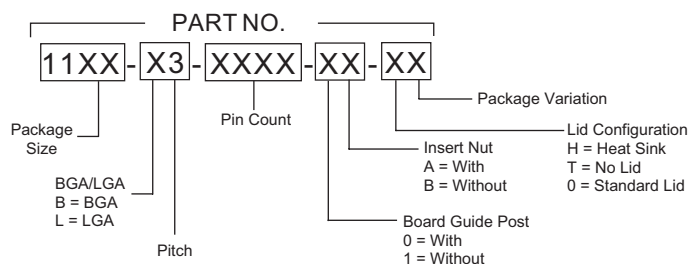 PART NO.
11XX-X3-XXXX-XX-XX
Package Variation
Package
Size
Pin Count
Lid Configuration
H = Heat Sink
T = No Lid
0 = Standard Lid
Insert Nut
A = With
B = Without
BGA/LGA
B = BGA
L = LGA
Board Guide Post
0 = With
1 = Without
Pitch